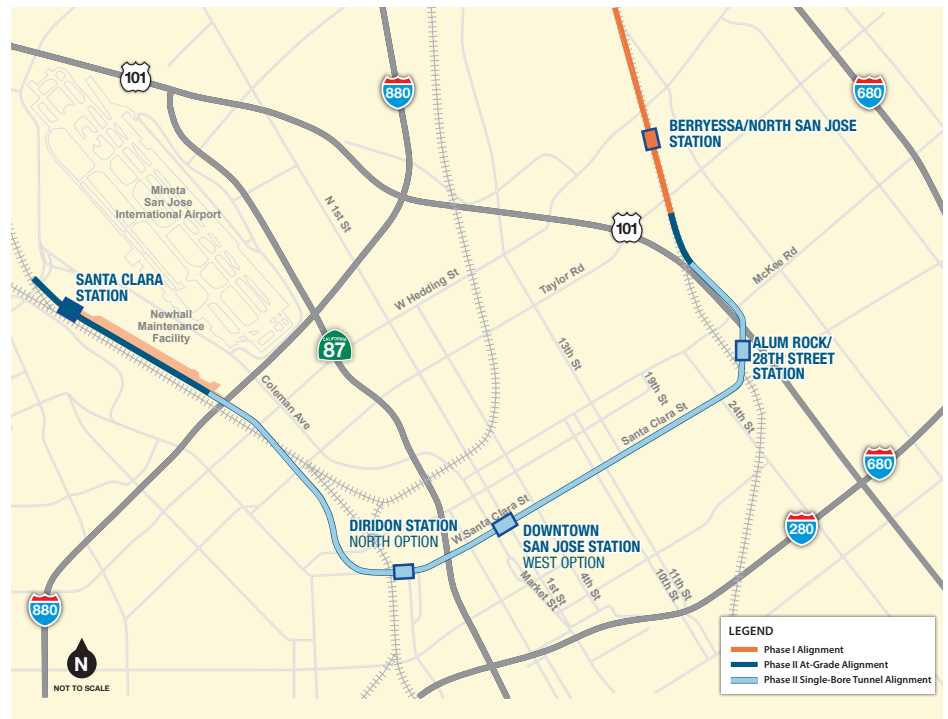 101
880
680
BERRYESSA/NORTH SAN JOSE
STATION
Mineta
San Jose
International Airport
N 1st St
101
McKee Rd
Taylor Rd
W Hedding St
SANTA CLARA
STATION
Newhall
Maintenance
Facility
CALIFORNIA
87
13th St
ALUM ROCK/
28TH STREET
STATION
19th St
Coleman Ave
24th St
Santa Clara St
680
W.Santa Clara St
DIRIDON STATION
NORTH OPTION
DOWNTOWN
SAN JOSE STATION
WEST OPTION
280
Market St
1st St
4th St
10th St
11th St
880
N
NOT TO SCALE
LEGEND
Phase I Alignment
Phase II At-Grade Alignment
Phase II Single-Bore Tunnel Alignment